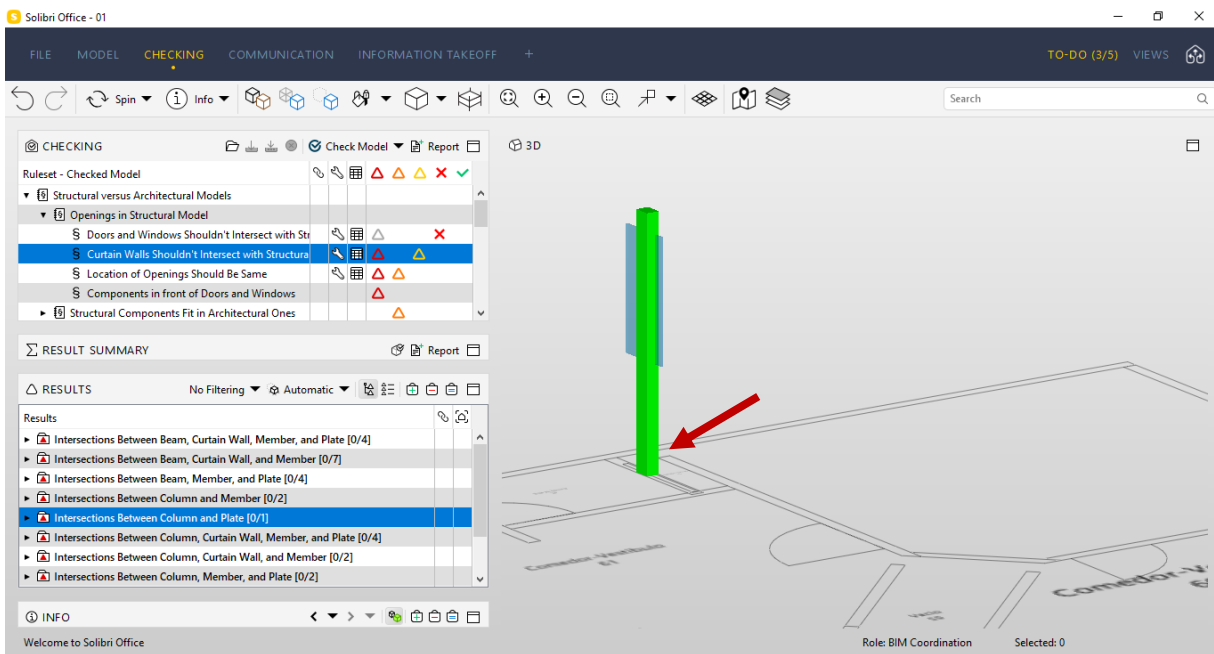 Solibri Office - 01
FILE MODEL CHECKING COMMUNICATION INFORMATION TAKEOFF + TO-DO (3/5) VIEWS
Spin Info Search
CHECKING Check Model Report
3D
Ruleset - Checked Model
Structural versus Architectural Models
Openings in Structural Model
§ Doors and Windows Shouldn't Intersect with Str
§ Curtain Walls Shouldn't Intersect with Structura
§ Location of Openings Should Be Same
§ Components in front of Doors and Windows
Structural Components Fit in Architectural Ones
RESULT SUMMARY Report
RESULTS No Filtering Automatic
Results
Intersections Between Beam, Curtain Wall, Member, and Plate [0/4]
Intersections Between Beam, Curtain Wall, and Member [0/7]
Intersections Between Beam, Member, and Plate [0/4]
Intersections Between Column and Member [0/2]
Intersections Between Column and Plate [0/1]
Intersections Between Column, Curtain Wall, Member, and Plate [0/4]
Intersections Between Column, Curtain Wall, and Member [0/2]
Intersections Between Column, Member, and Plate [0/2]
Comedor-Vestíbulo
61
Comedor-V
INFO
Welcome to Solibri Office
Role: BIM Coordination Selected: 0